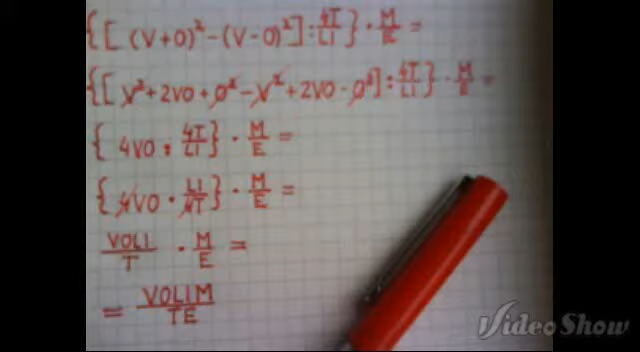 {[(V+O)²-(V-O)²]:4T/LI}·M/E=
{[V²+2VO+O²-V²+2VO-O²]:4T/LI}·M/E=
{4VO:4T/LI}·M/E=
{4VO·LI/4T}·M/E=
VOLI/T·M/E=
=VOLIM/TE
VideoShow